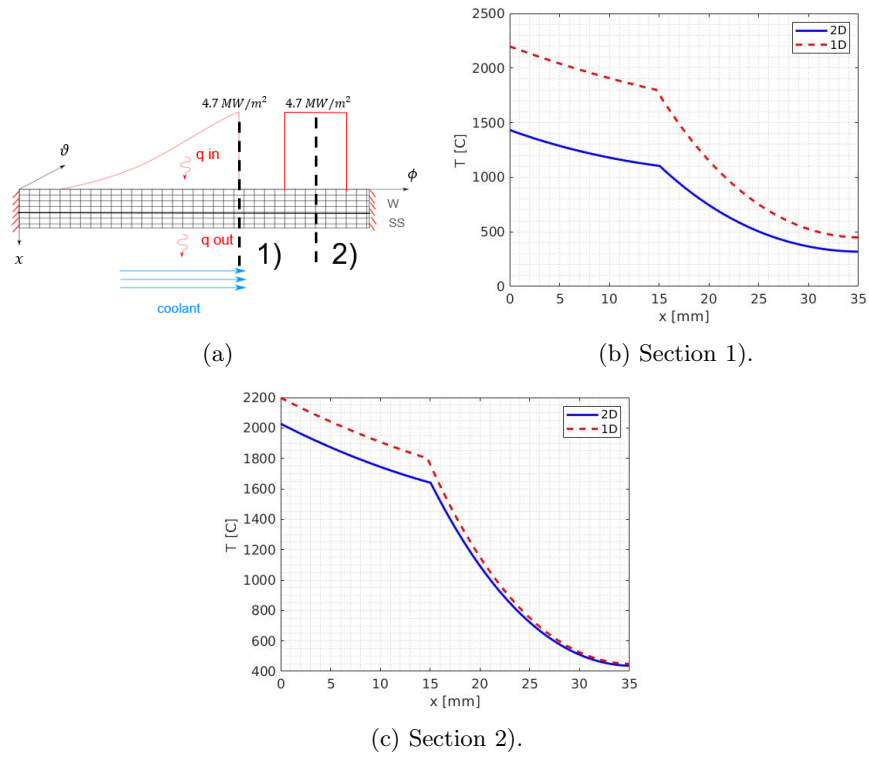 4.7 MW/m² 4.7 MW/m²
ϑ
q in
ϕ
W
SS
q out
x
1) 2)
coolant
(a)
2500
2000
1500
1000
500
0
T [C]
0 5 10 15 20 25 30 35
x [mm]
2D
1D
(b) Section 1).
2200
2000
1800
1600
1400
1200
1000
800
600
400
T [C]
0 5 10 15 20 25 30 35
x [mm]
2D
1D
(c) Section 2).